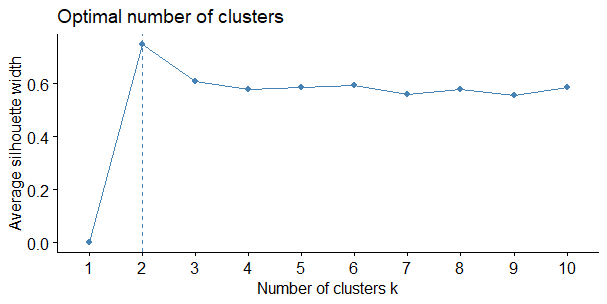 Optimal number of clusters
Average silhouette width
0.6
0.4
0.2
0.0
1 2 3 4 5 6 7 8 9 10
Number of clusters k